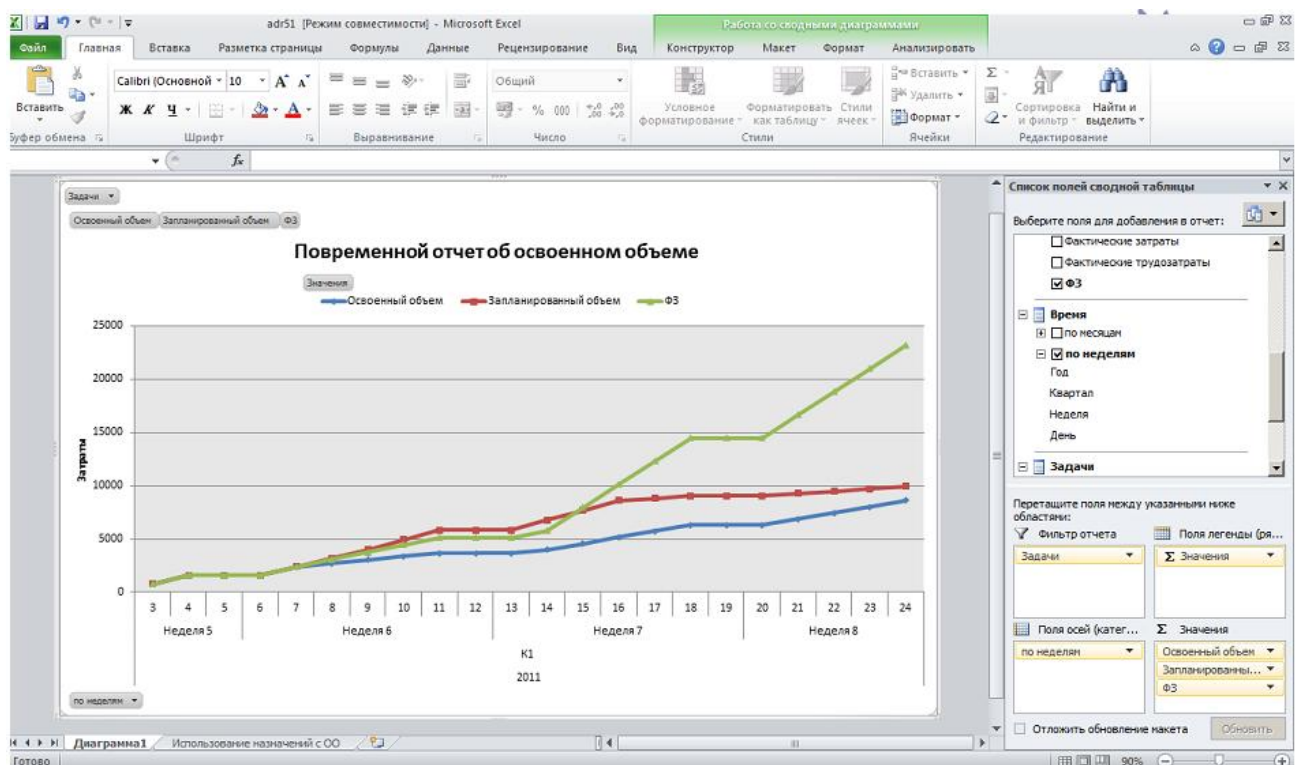 adr51 [Режим совместимости] - Microsoft Excel
Работа со сводными диаграммами
Файл Главная Вставка Разметка страницы Формулы Данные Рецензирование Вид Конструктор Макет Формат Анализировать
Вставить
Calibri (Основной 10
Общий
Ж К Ч
% 000
Условное форматирование
Форматировать как таблицу
Стили ячеек
Вставить
Удалить
Формат
Сортировка и фильтр
Найти и выделить
Буфер обмена Шрифт Выравнивание Число Стили Ячейки Редактирование
fx
Задачи
Освоенный объем Запланированный объем ФЗ
Повременной отчет об освоенном объеме
Значения
Освоенный объем Запланированный объем ФЗ
25000
20000
15000
10000
5000
0
Затраты
3 4 5 6 7 8 9 10 11 12 13 14 15 16 17 18 19 20 21 22 23 24
Неделя 5 Неделя 6 Неделя 7 Неделя 8
К1
2011
по неделям
Список полей сводной таблицы
Выберите поля для добавления в отчет:
Фактические затраты
Фактические трудозатраты
ФЗ
Время
по месяцам
по неделям
Год
Квартал
Неделя
День
Задачи
Перетащите поля между указанными ниже
областями:
Фильтр отчета Поля легенды (ря...
Задачи Σ Значения
Поля осей (катег... Σ Значения
по неделям Освоенный объем
Запланированны...
ФЗ
Отложить обновление макета Обновить
Диаграмма1 Использование назначений с ОО
Готово 90%